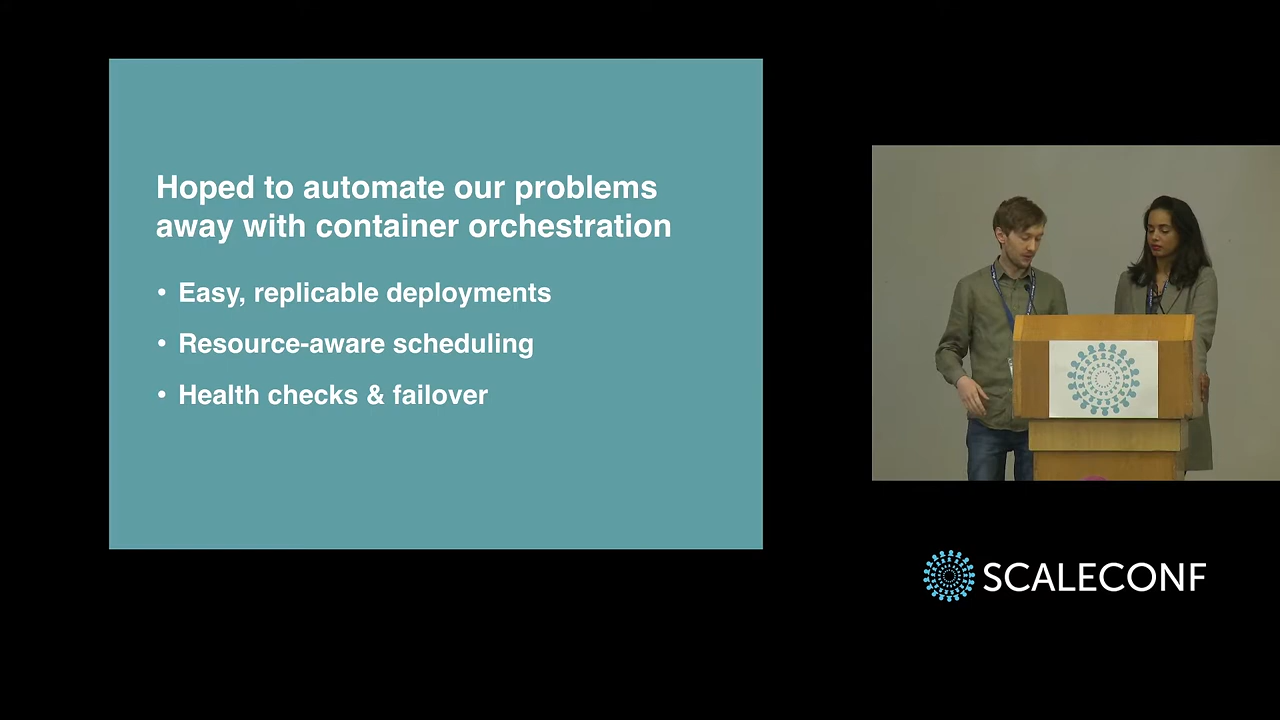 Hoped to automate our problems
away with container orchestration
• Easy, replicable deployments
• Resource-aware scheduling
• Health checks & failover
SCALECONF